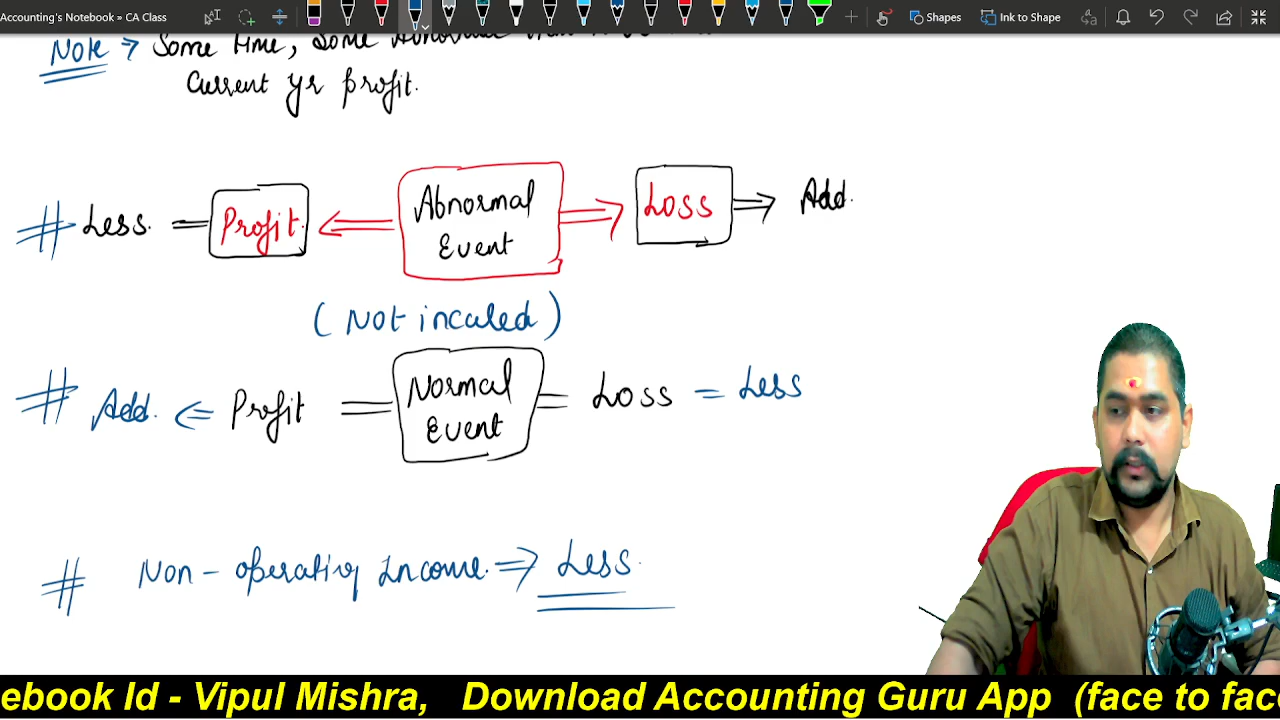 Accounting's Notebook » CA Class
Shapes
Ink to Shape
Note → Some time, Some
Current yr profit.
# Less. = Profit. ⇐ Abnormal Event ⇒ Loss ⇒ Add.
(Not inculed)
# Add. ⇐ Profit = Normal Event = Loss = Less
# Non-operating Income. ⇒ Less.
ebook Id - Vipul Mishra, Download Accounting Guru App (face to fac